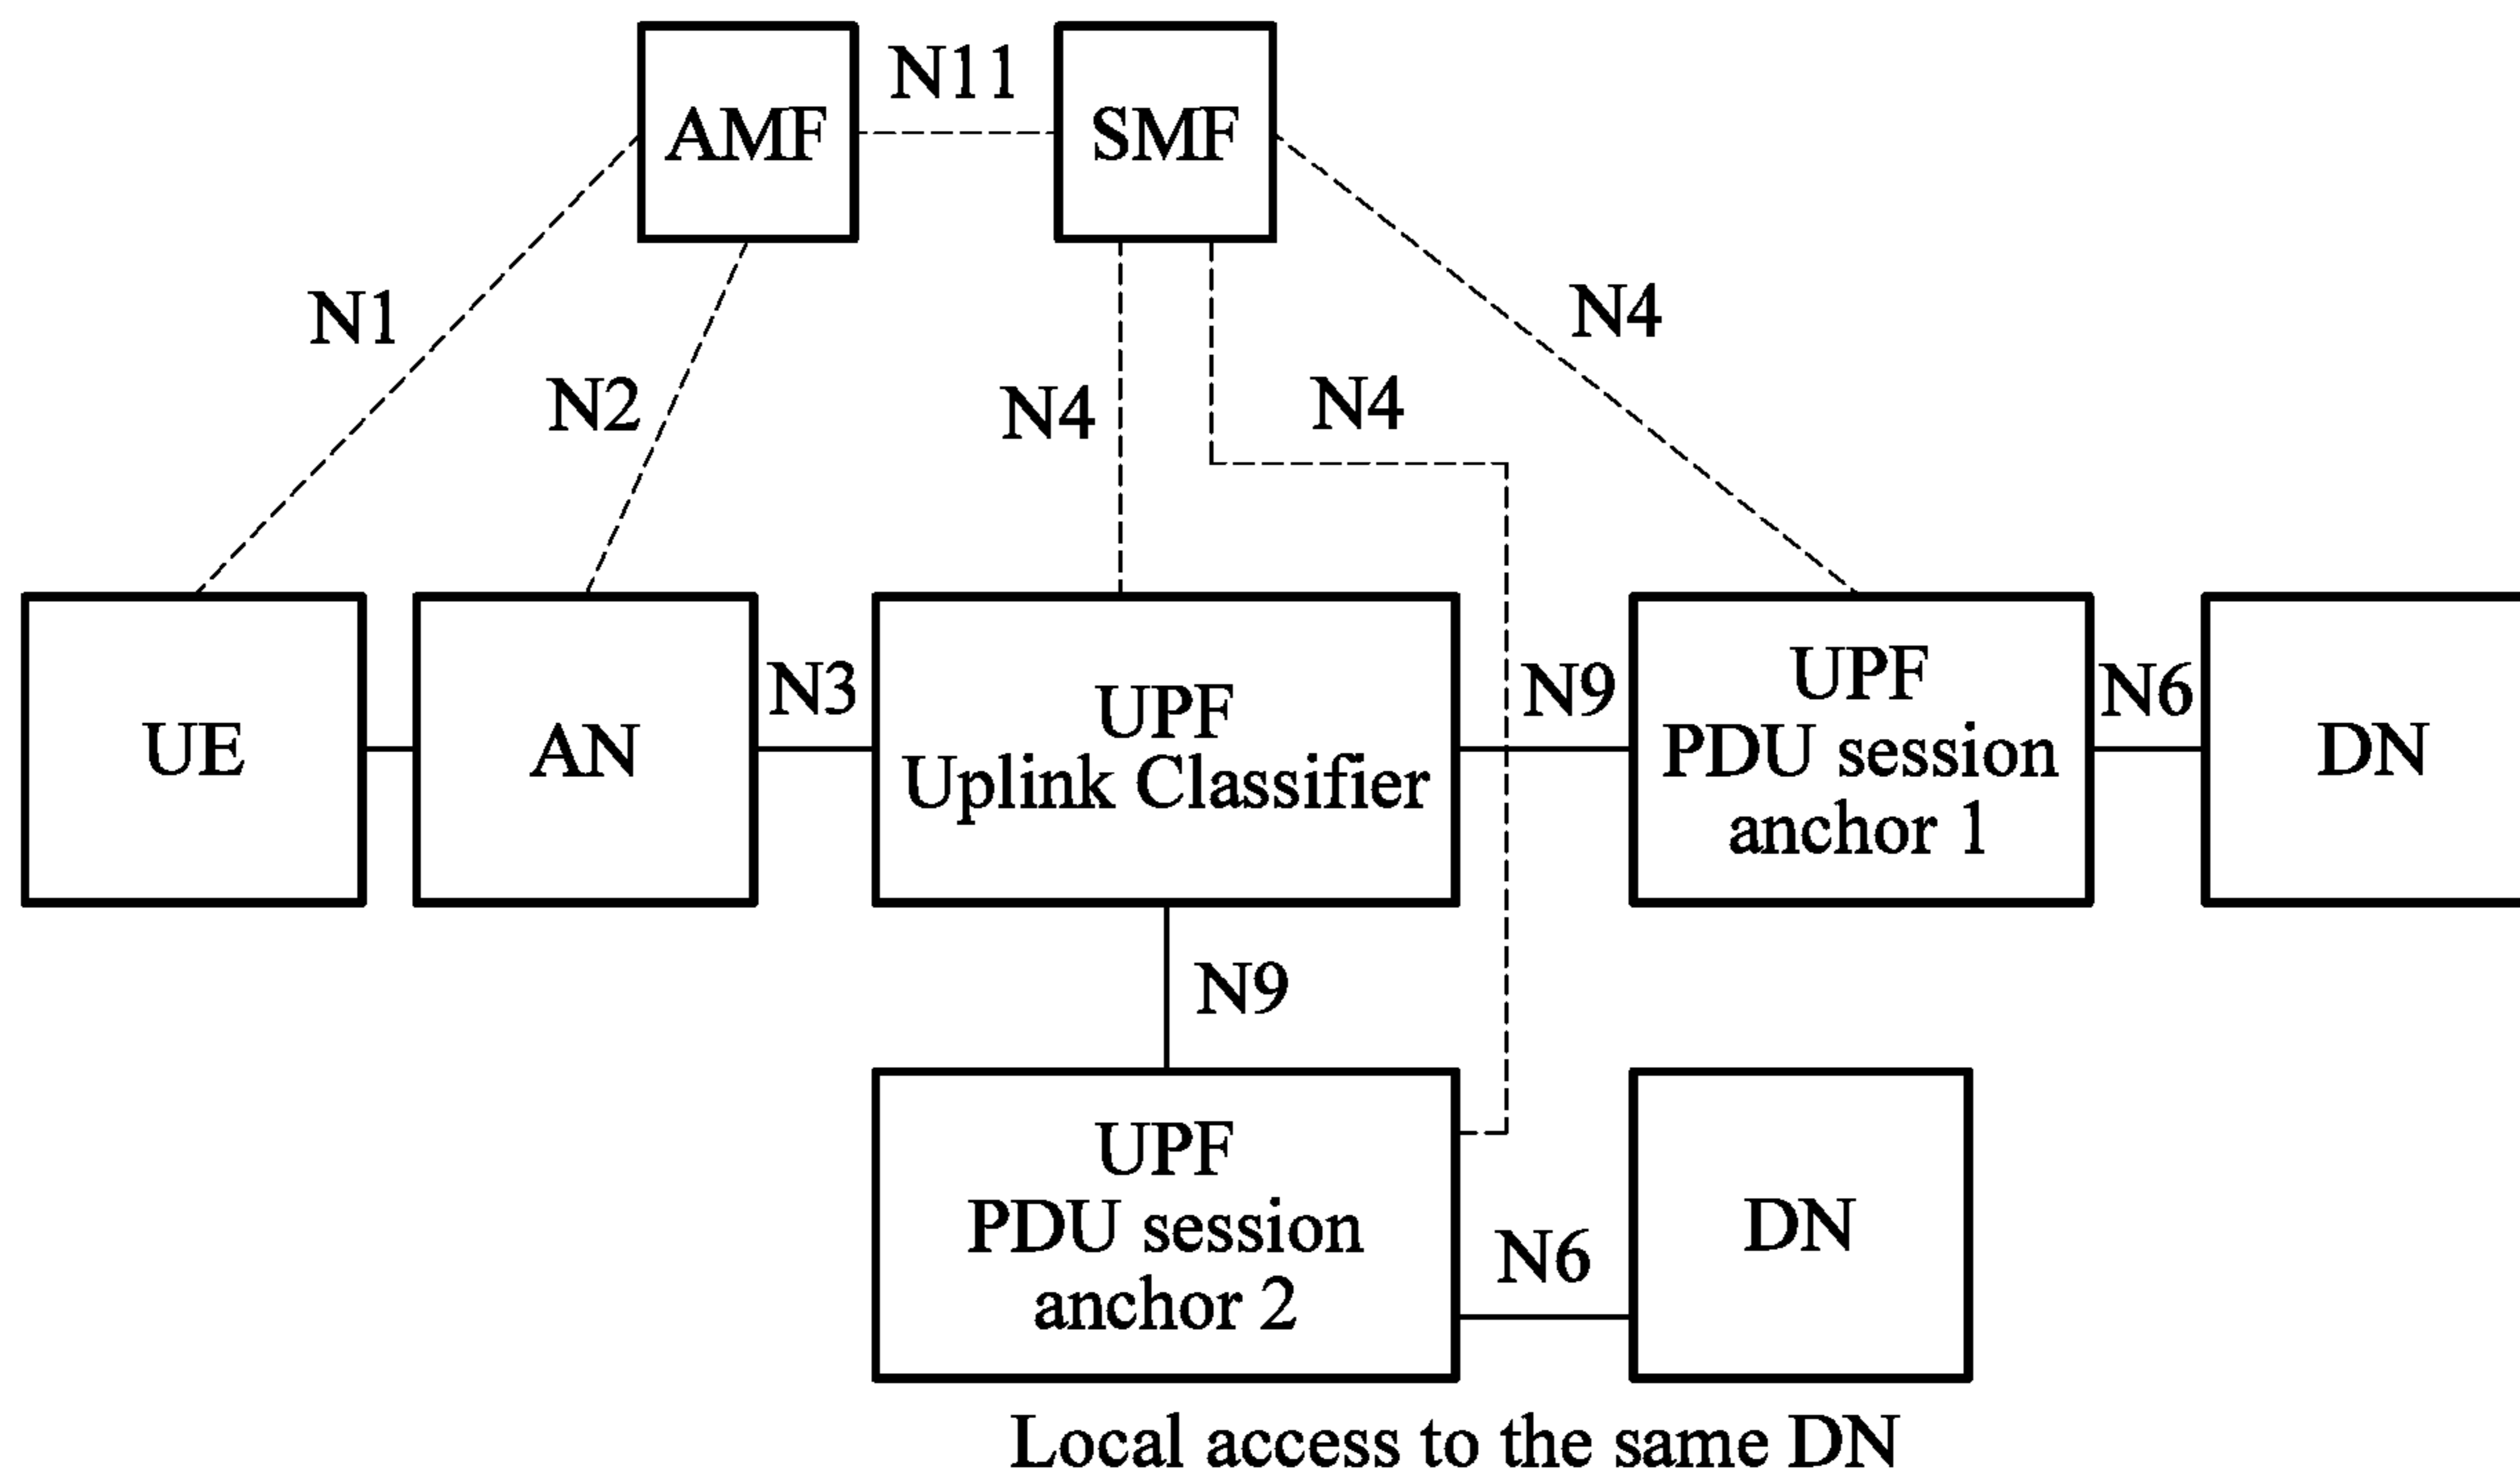 AMF
N11
SMF
N1
N2
N4
N4
N4
UE
AN
N3
UPF
Uplink Classifier
N9
UPF
PDU session
anchor 1
N6
DN
N9
UPF
PDU session
anchor 2
N6
DN
Local access to the same DN